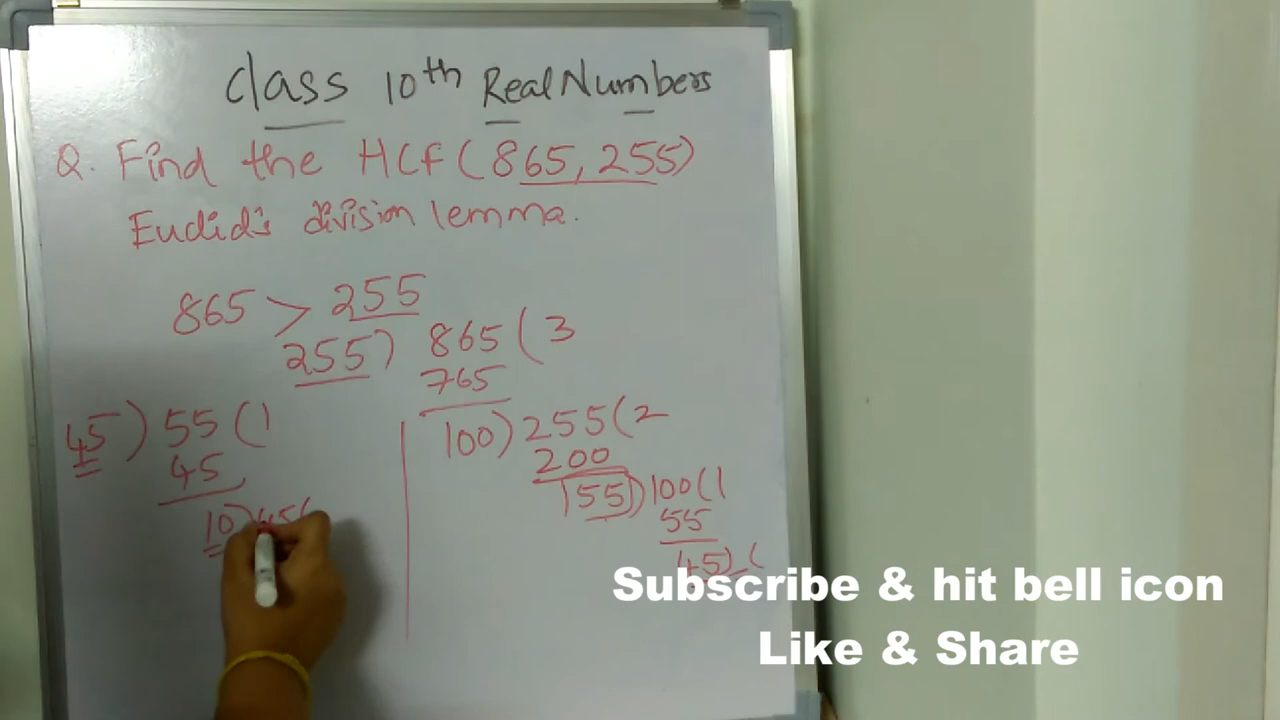 Class 10th Real Numbers
Q. Find the HCF (865, 255)
Euclid's division lemma.
865 > 255
255) 865 (3
765
100) 255 (2
200
55) 100 (1
55
45) (
45) 55 (1
45
10) 45 (
Subscribe & hit bell icon
Like & Share